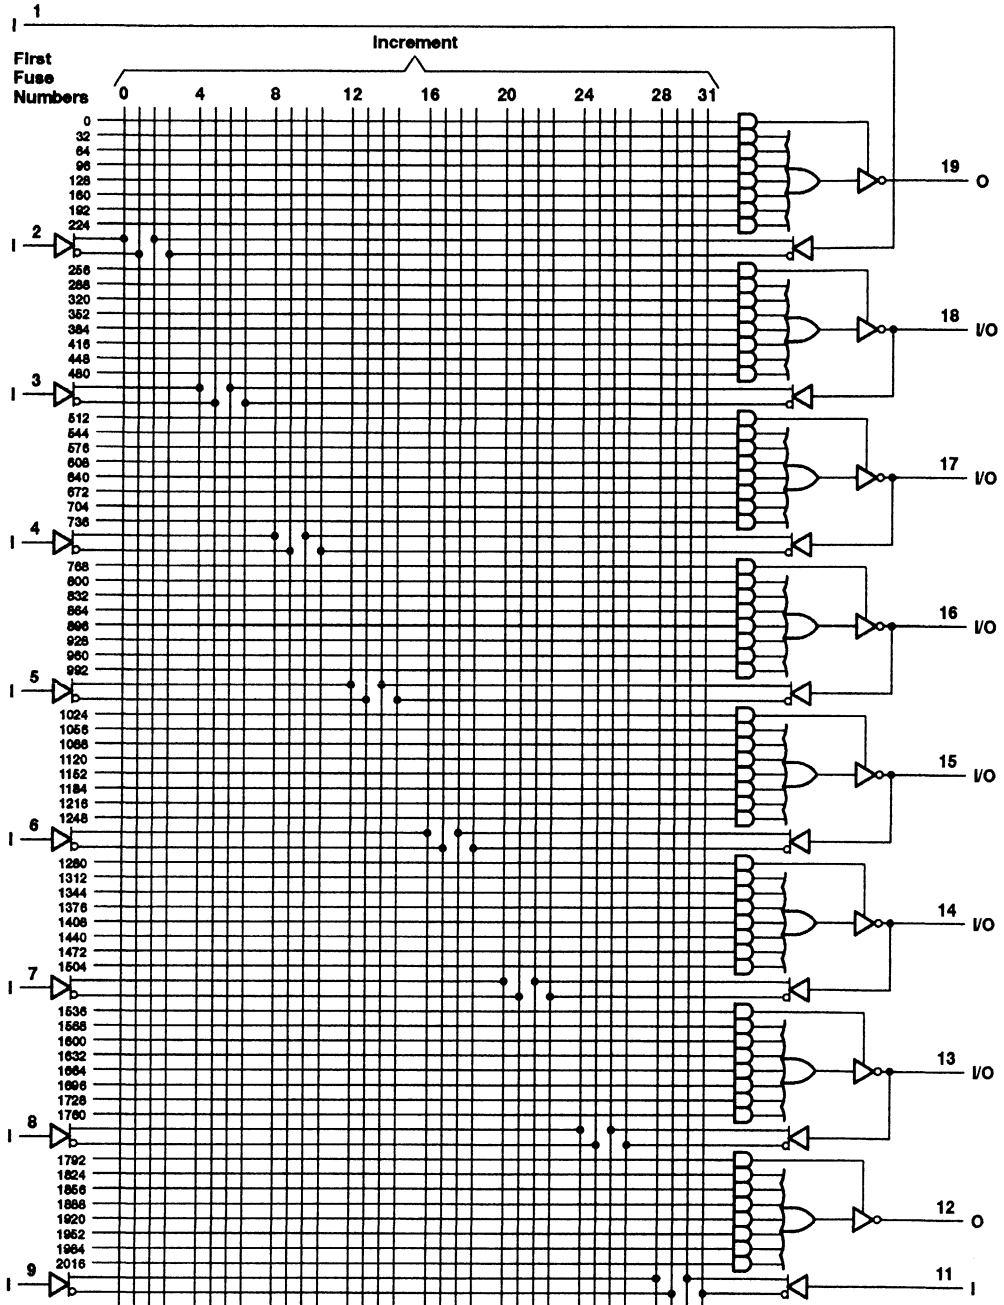 I 1
Increment
First
Fuse
Numbers 0 4 8 12 16 20 24 28 31
0
32
64
96
128 19 O
160
192
224
I 2
256
288
320
352
384 18 I/O
416
448
480
I 3
512
544
576
608
640 17 I/O
672
704
736
I 4
768
800
832
864
896 16 I/O
928
960
992
I 5
1024
1056
1088
1120
1152 15 I/O
1184
1216
1248
I 6
1280
1312
1344
1376
1408 14 I/O
1440
1472
1504
I 7
1536
1568
1600
1632
1664 13 I/O
1696
1728
1760
I 8
1792
1824
1856
1888
1920 12 O
1952
1984
2016
I 9 11 I